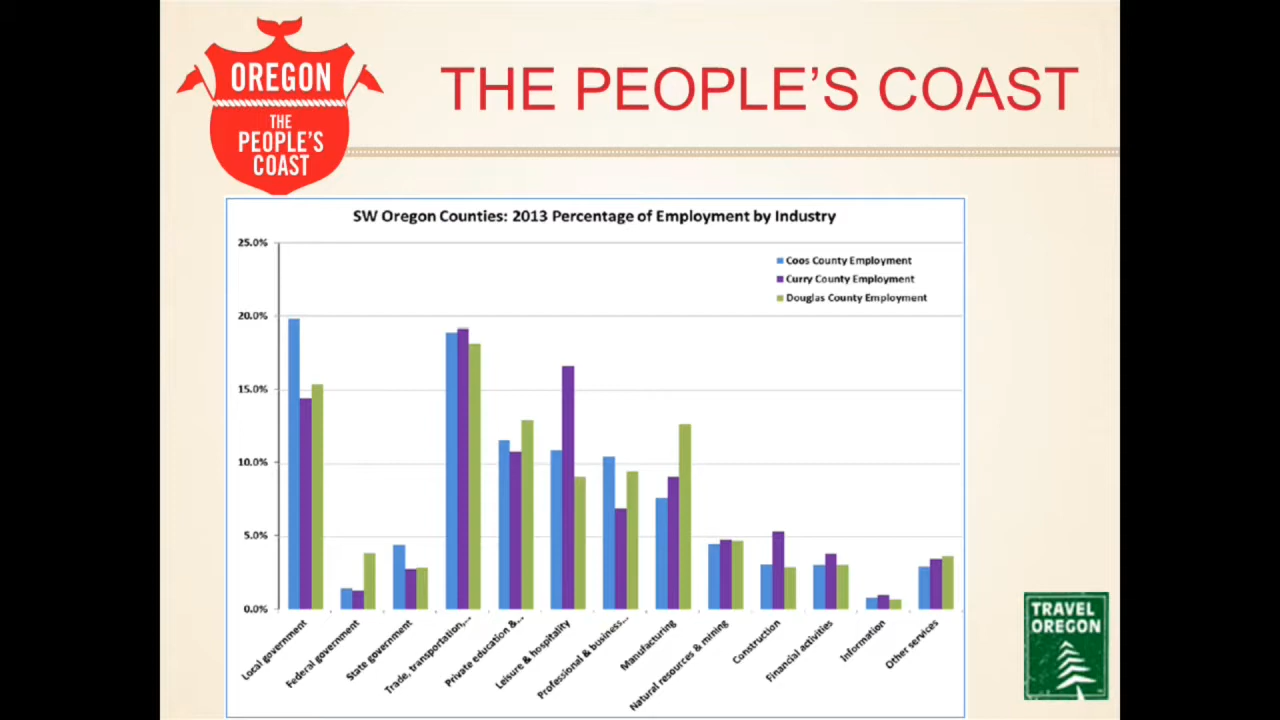 OREGON
THE
PEOPLE'S
COAST
THE PEOPLE'S COAST
SW Oregon Counties: 2013 Percentage of Employment by Industry
25.0%
20.0%
15.0%
10.0%
5.0%
0.0%
Coos County Employment
Curry County Employment
Douglas County Employment
Local government
Federal government
State government
Trade, transportation,...
Private education &...
Leisure & hospitality
Professional & business...
Manufacturing
Natural resources & mining
Construction
Financial activities
Information
Other services
TRAVEL
OREGON